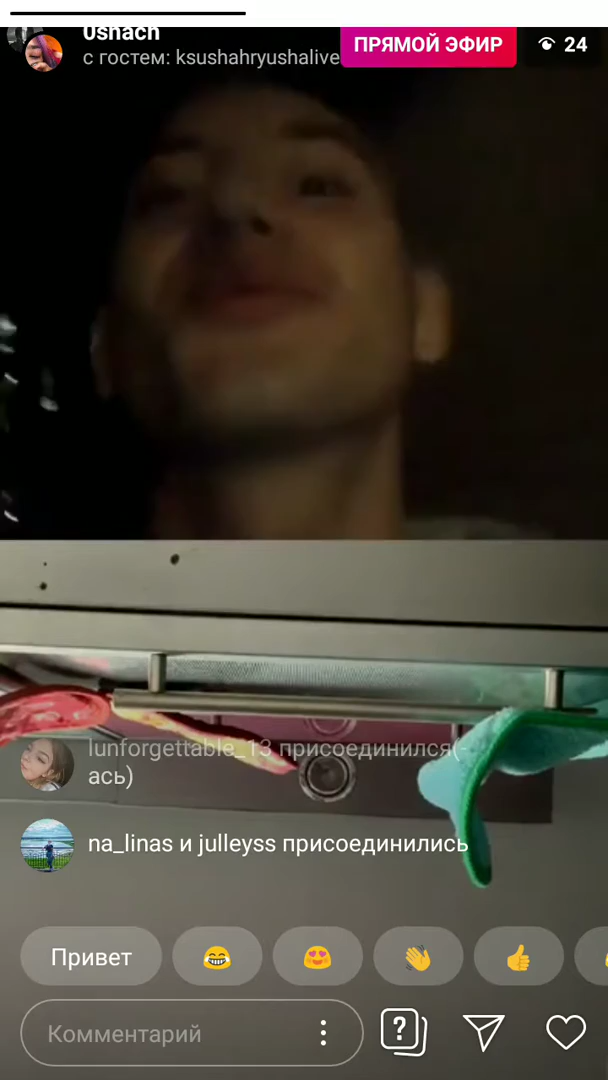 ushach
с гостем: ksushahryushalive
ПРЯМОЙ ЭФИР
24
lunforgettable_13 присоединился(-
ась)
na_linas и julleyss присоединились
Привет
Комментарий